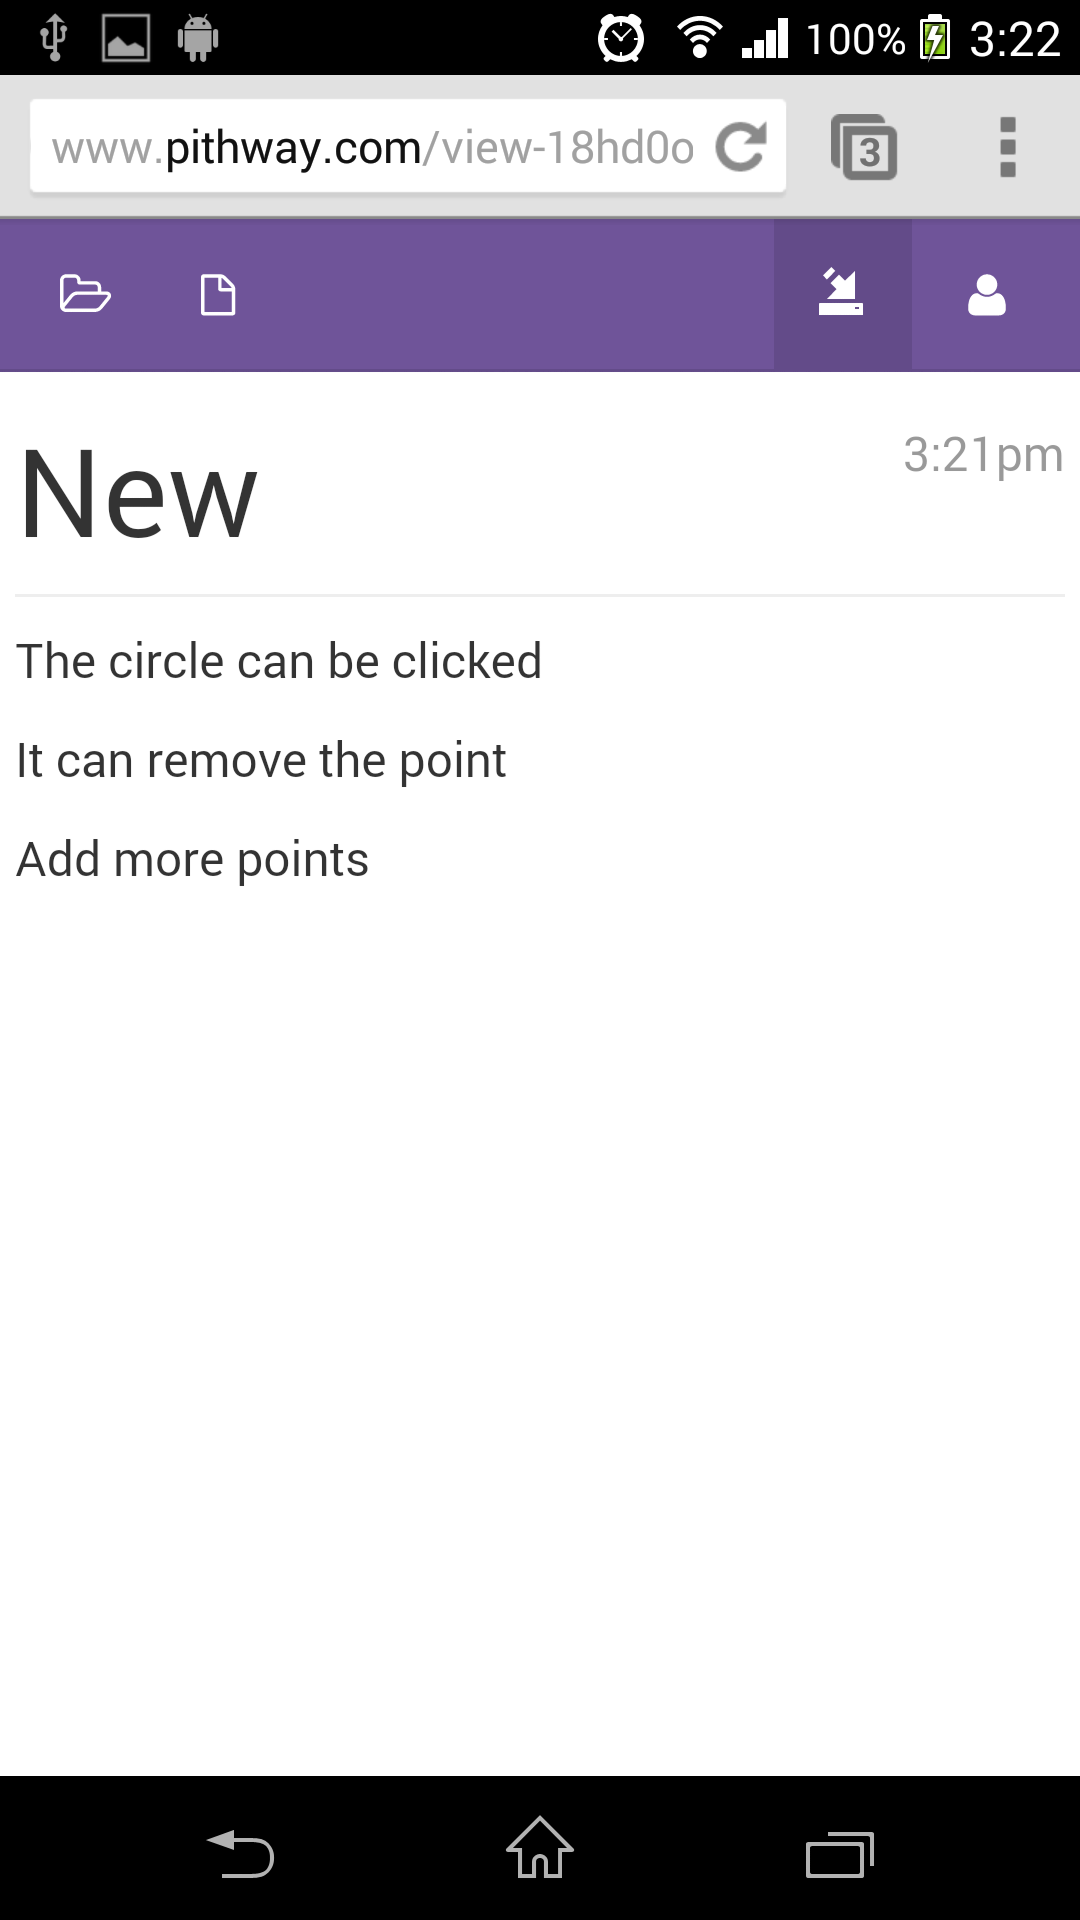 100% 3:22
www.pithway.com/view-18hd0o
3
New
3:21pm
The circle can be clicked
It can remove the point
Add more points